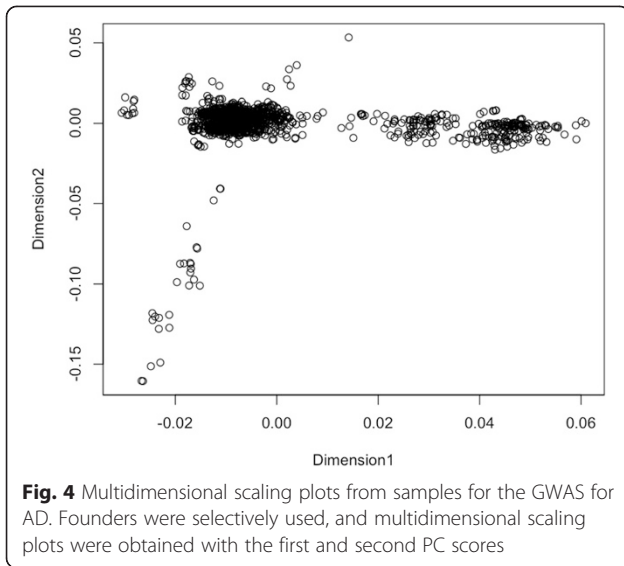 0.05
0.00
-0.05
-0.10
-0.15
Dimension2
-0.02
0.00
0.02
0.04
0.06
Dimension1
Fig. 4 Multidimensional scaling plots from samples for the GWAS for
AD. Founders were selectively used, and multidimensional scaling
plots were obtained with the first and second PC scores